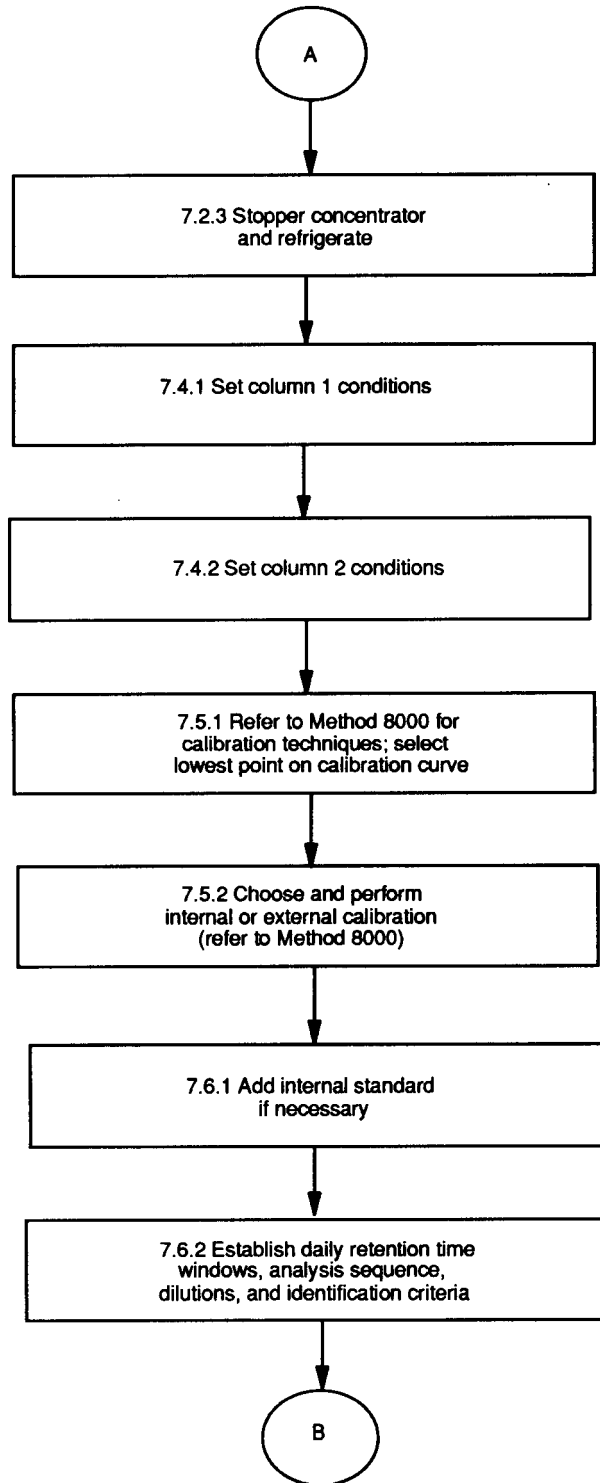 A
7.2.3 Stopper concentrator
and refrigerate
7.4.1 Set column 1 conditions
7.4.2 Set column 2 conditions
7.5.1 Refer to Method 8000 for
calibration techniques; select
lowest point on calibration curve
7.5.2 Choose and perform
internal or external calibration
(refer to Method 8000)
7.6.1 Add internal standard
if necessary
7.6.2 Establish daily retention time
windows, analysis sequence,
dilutions, and identification criteria
B